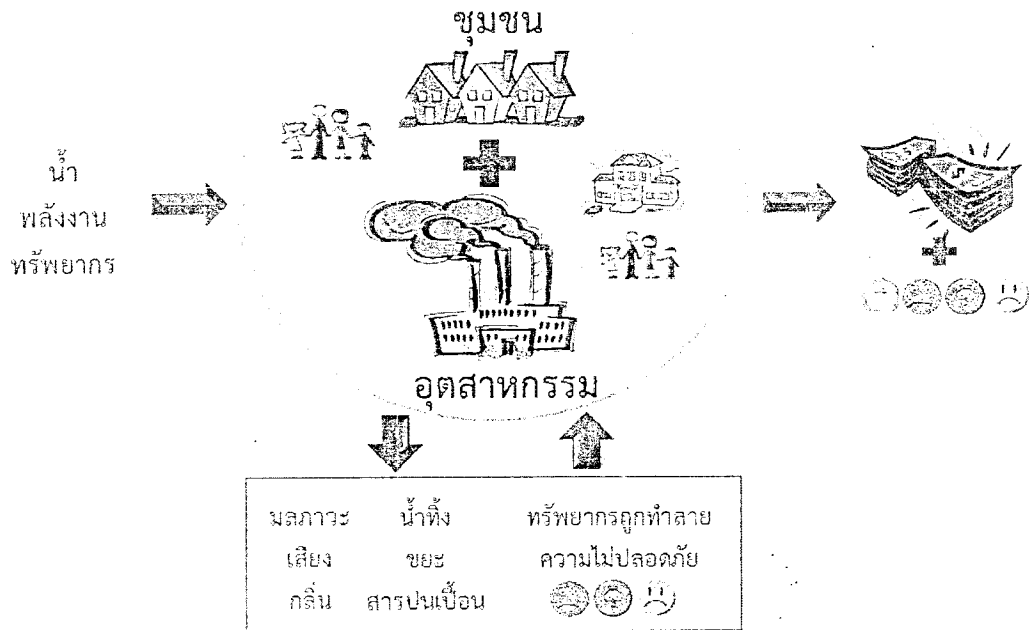 ชุมชน
น้ำ
พลังงาน
ทรัพยากร
อุตสาหกรรม
มลภาวะ น้ำทิ้ง ทรัพยากรถูกทำลาย
เสียง ขยะ ความไม่ปลอดภัย
กลิ่น สารปนเปื้อน